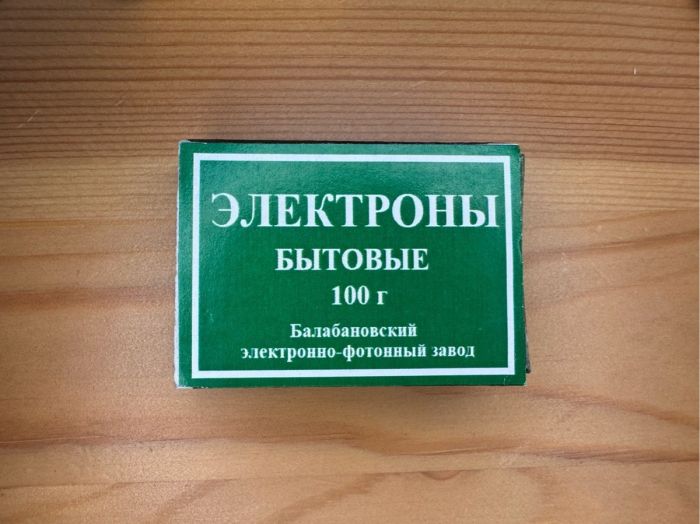 ЭЛЕКТРОНЫ
БЫТОВЫЕ
100 г
Балабановский
электронно-фотонный завод